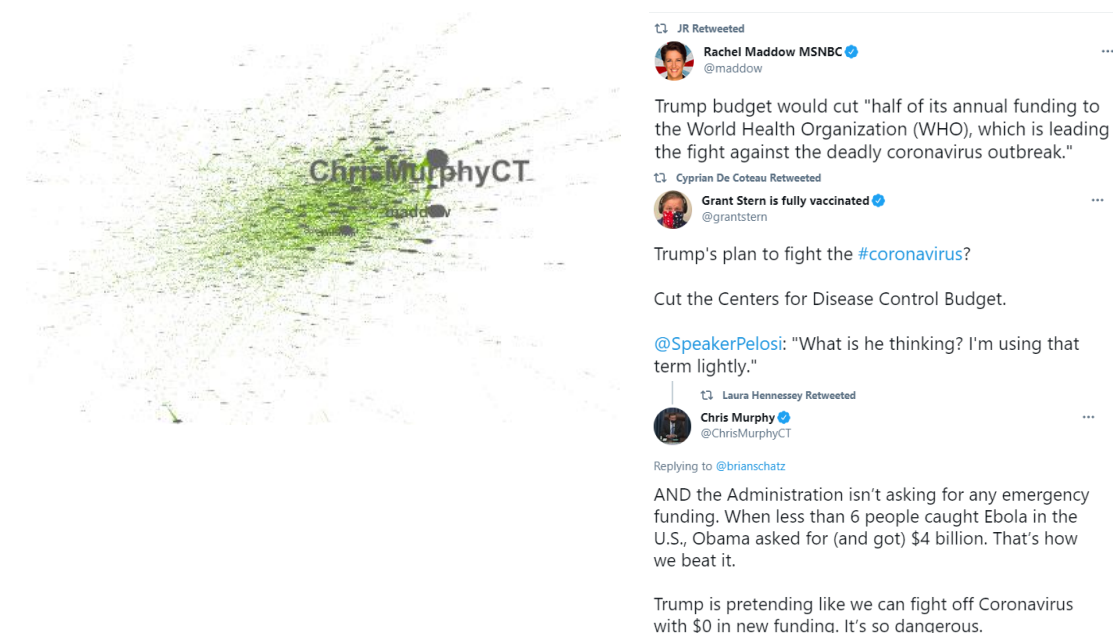 ChrisMurphyCT
maddow
JR Retweeted
Rachel Maddow MSNBC
@maddow
Trump budget would cut "half of its annual funding to
the World Health Organization (WHO), which is leading
the fight against the deadly coronavirus outbreak."
Cyprian De Coteau Retweeted
Grant Stern is fully vaccinated
@grantstern
Trump's plan to fight the #coronavirus?
Cut the Centers for Disease Control Budget.
@SpeakerPelosi: "What is he thinking? I'm using that
term lightly."
Laura Hennessey Retweeted
Chris Murphy
@ChrisMurphyCT
Replying to @brianschatz
AND the Administration isn’t asking for any emergency
funding. When less than 6 people caught Ebola in the
U.S., Obama asked for (and got) $4 billion. That’s how
we beat it.
Trump is pretending like we can fight off Coronavirus
with $0 in new funding. It’s so dangerous.